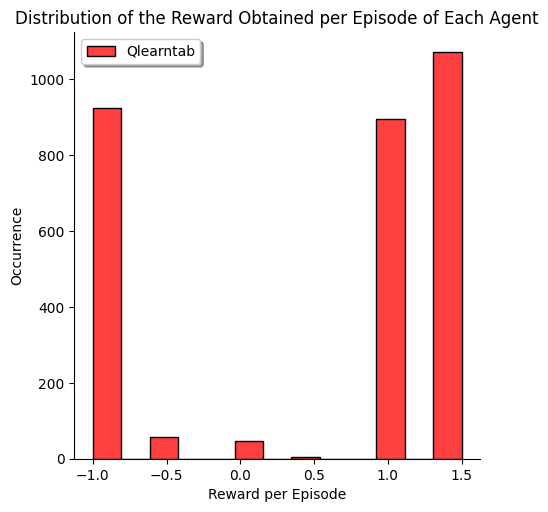 Distribution of the Reward Obtained per Episode of Each Agent
Qlearntab
1000
800
600
400
200
0
Occurrence
−1.0 −0.5 0.0 0.5 1.0 1.5
Reward per Episode